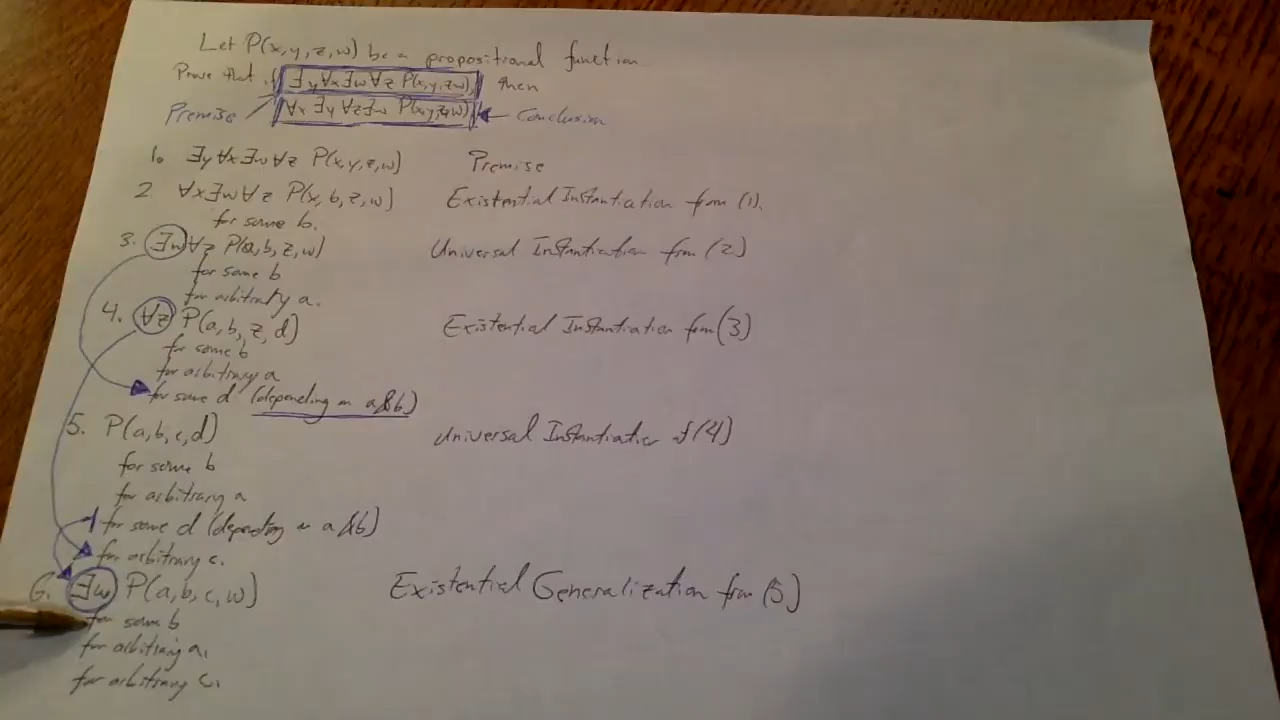 Let P(x,y,z,w) be a propositional function
Prove that if ∃y∀x∃w∀z P(x,y,z,w), then
Premise ∀x ∃y ∀z∃w P(x,y,z,w) Conclusion
1. ∃y∀x∃w∀z P(x,y,z,w) Premise
2 ∀x∃w∀z P(x,b,z,w) Existential Instantiation from (1).
for some b.
3. ∃w∀z P(a,b,z,w) Universal Instantiation from (2)
for some b
for arbitrary a.
4. ∀z P(a,b,z,d) Existential Instantiation from (3)
for some b
for arbitrary a
for some d (depending on a&b)
5. P(a,b,c,d) Universal Instantiation of (4)
for some b
for arbitrary a
for some d (depending on a&b)
for arbitrary c.
6. ∃w P(a,b,c,w) Existential Generalization from (5)
for some b
for arbitrary a,
for arbitrary c.